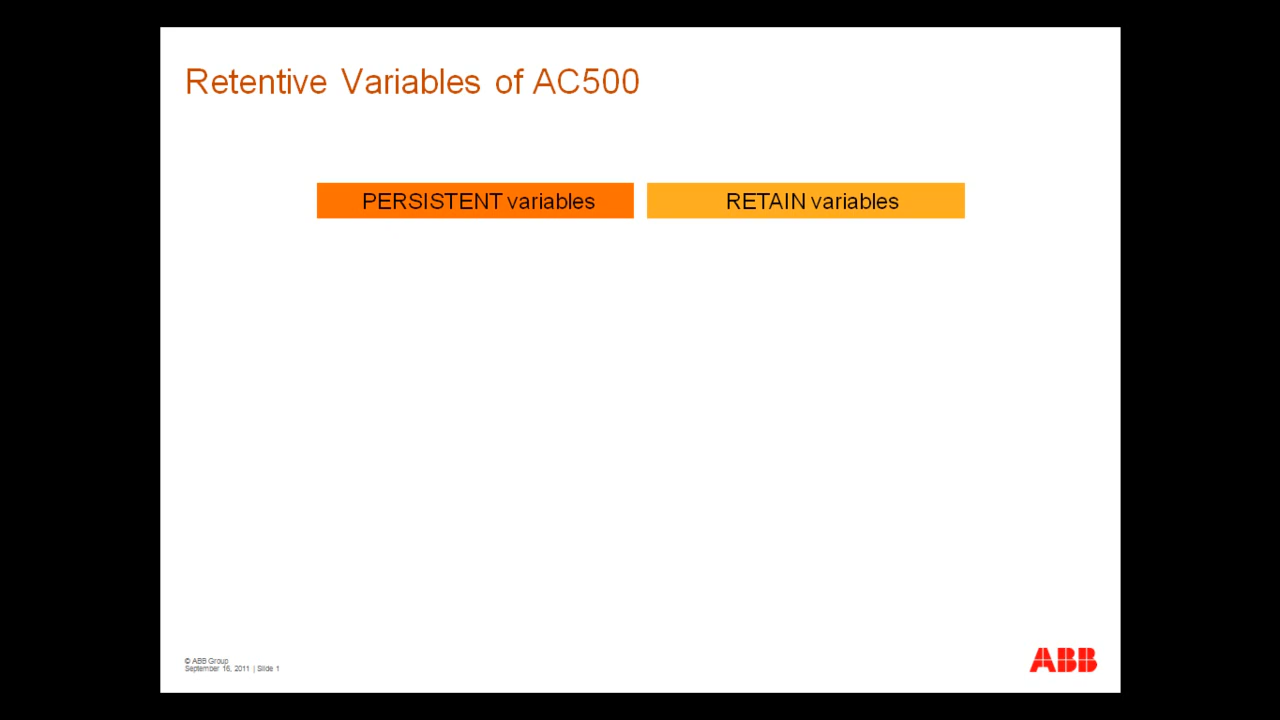 Retentive Variables of AC500
PERSISTENT variables
RETAIN variables
© ABB Group
September 16, 2011 | Slide 1
ABB